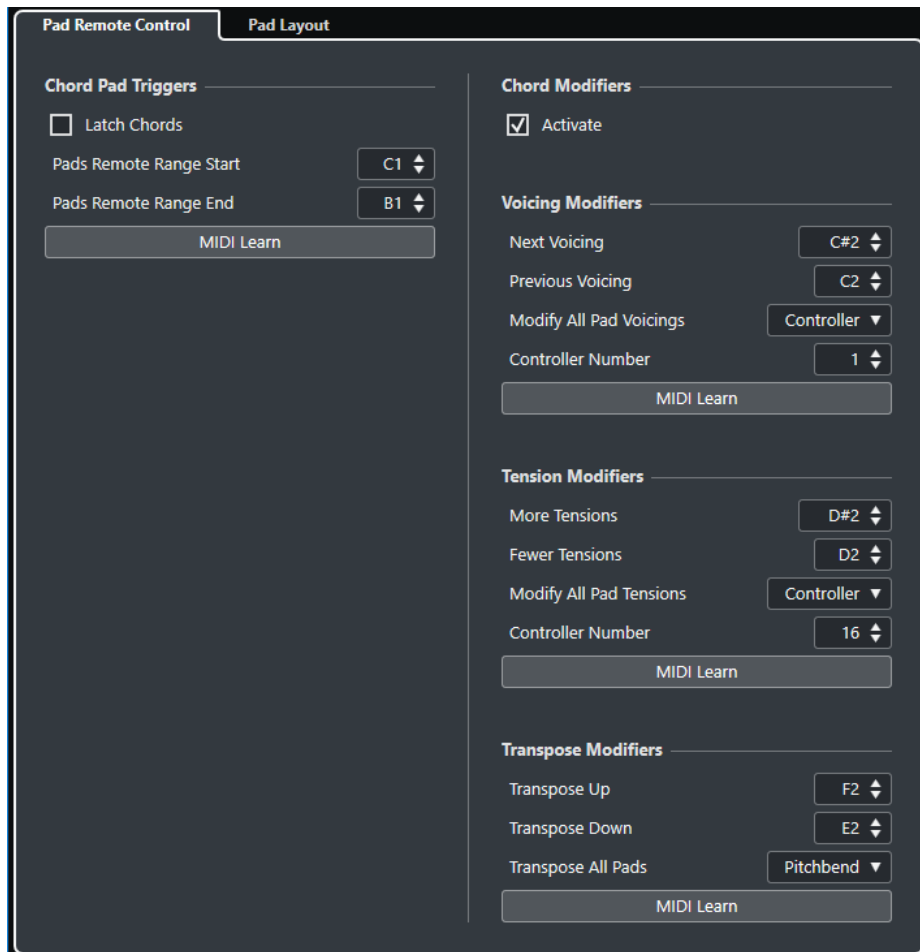 Pad Remote Control
Pad Layout
Chord Pad Triggers
Latch Chords
Pads Remote Range Start C1
Pads Remote Range End B1
MIDI Learn
Chord Modifiers
Activate
Voicing Modifiers
Next Voicing C#2
Previous Voicing C2
Modify All Pad Voicings Controller
Controller Number 1
MIDI Learn
Tension Modifiers
More Tensions D#2
Fewer Tensions D2
Modify All Pad Tensions Controller
Controller Number 16
MIDI Learn
Transpose Modifiers
Transpose Up F2
Transpose Down E2
Transpose All Pads Pitchbend
MIDI Learn